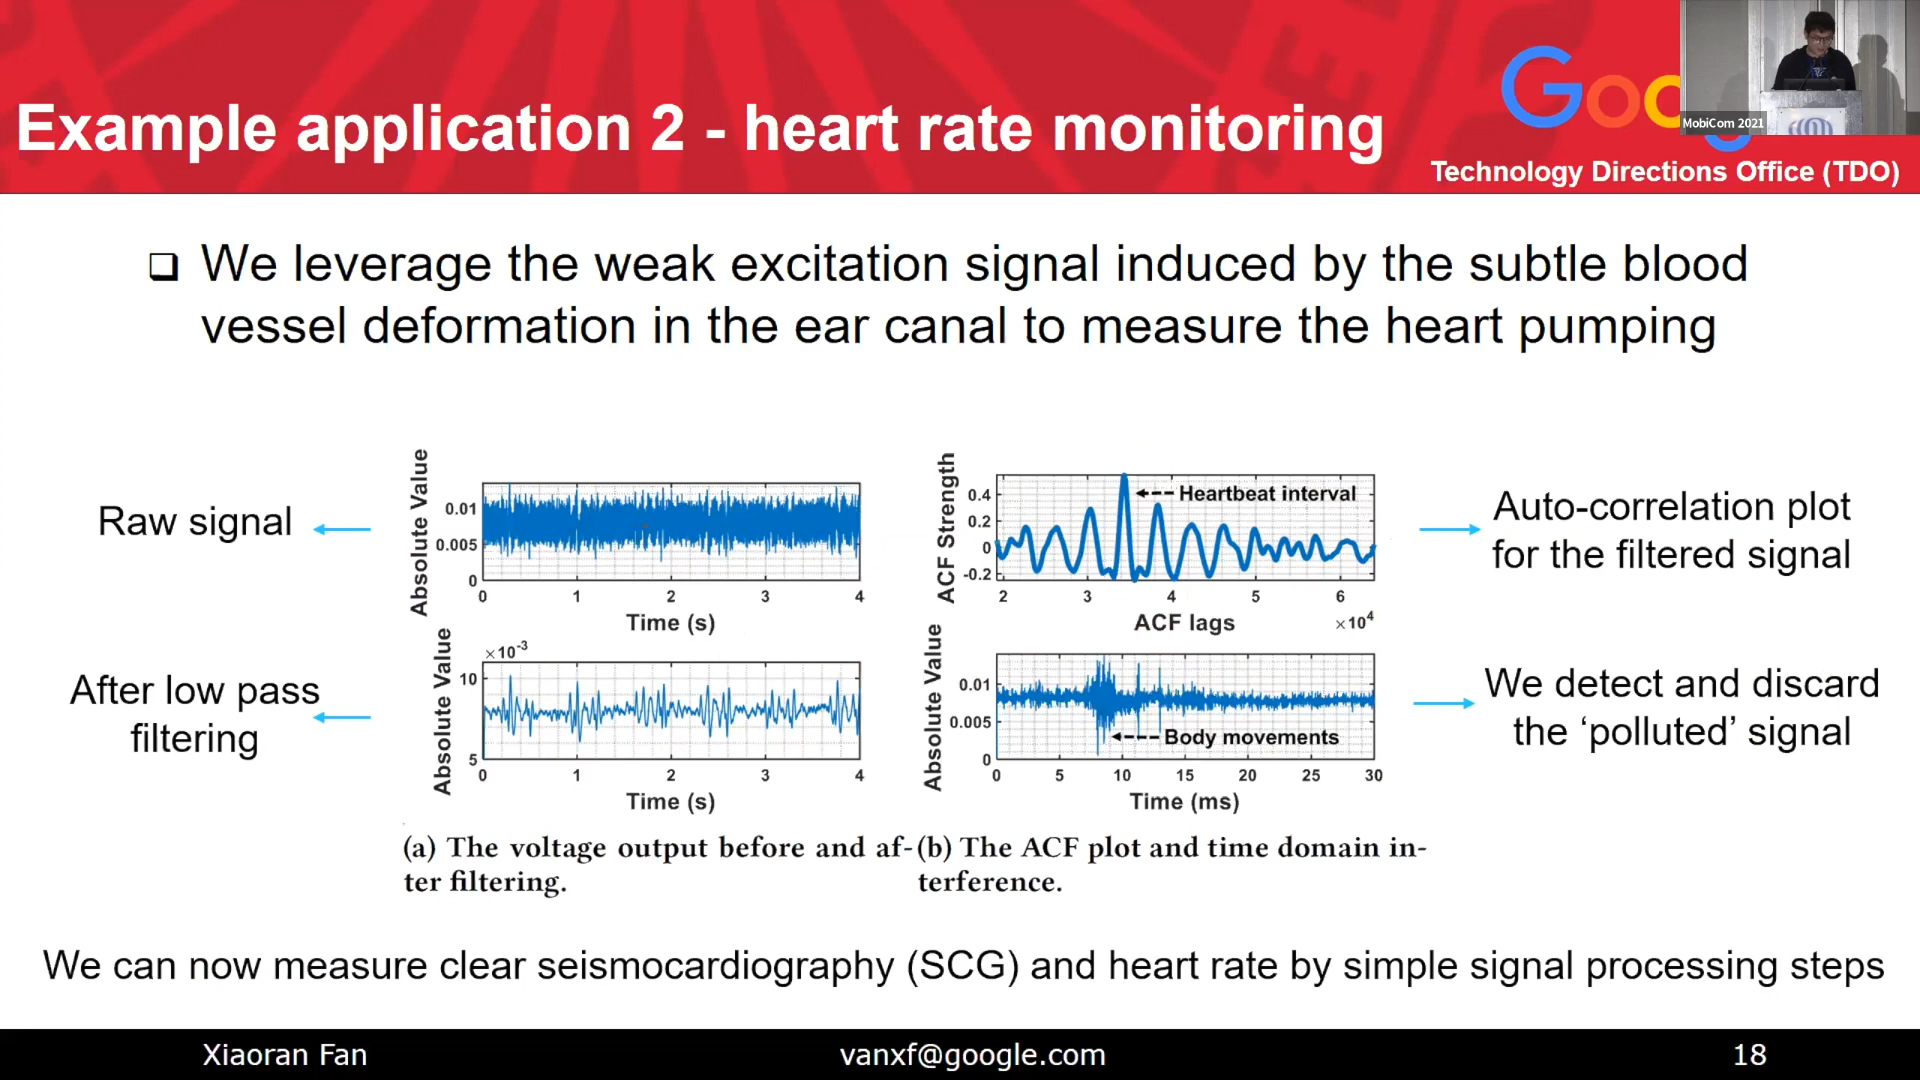 Example application 2 - heart rate monitoring
MobiCom 2021
Technology Directions Office (TDO)
We leverage the weak excitation signal induced by the subtle blood
vessel deformation in the ear canal to measure the heart pumping
Raw signal
Absolute Value
0.01
0.005
0
0 1 2 3 4
Time (s)
After low pass
filtering
Absolute Value
×10⁻³
10
5
0 1 2 3 4
Time (s)
ACF Strength
0.4
0.2
0
-0.2
Heartbeat interval
2 3 4 5 6
ACF lags
×10⁴
Auto-correlation plot
for the filtered signal
Absolute Value
0.01
0.005
0
Body movements
0 5 10 15 20 25 30
Time (ms)
We detect and discard
the ‘polluted’ signal
(a) The voltage output before and af-
ter filtering.
(b) The ACF plot and time domain in-
terference.
We can now measure clear seismocardiography (SCG) and heart rate by simple signal processing steps
Xiaoran Fan
vanxf@google.com
18